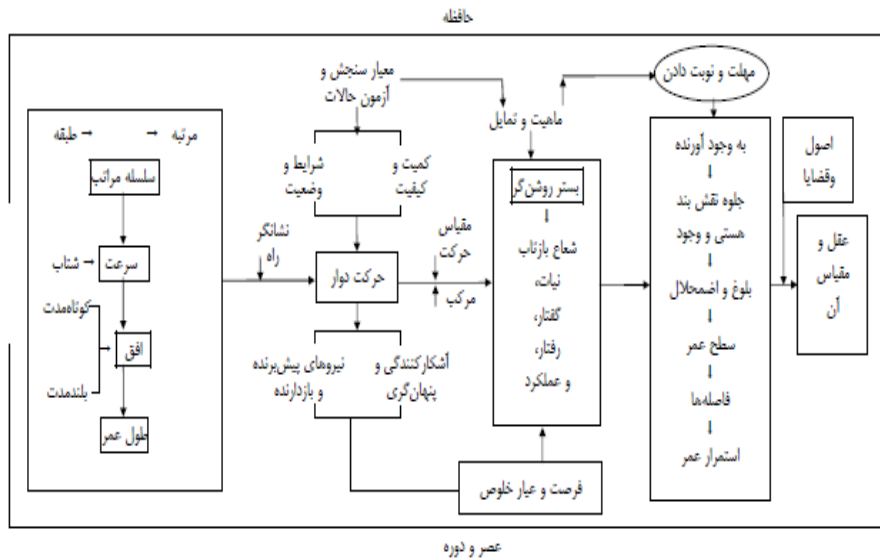 حافظه
معیار سنجش و
آزمون حالات
مهلت و نوبت دادن
ماهیت و تمایل
مرتبه
طبقه
سلسله مراتب
سرعت
شتاب
کوتاه‌مدت
افق
بلندمدت
طول عمر
نشانگر
راه
کمیت و
کیفیت
شرایط و
وضعیت
حرکت دوار
آشکارکنندگی و
پنهان‌گری
نیروهای پیش‌برنده
و بازدارنده
مقیاس
حرکت
مرکب
بستر روشن‌گر
شعاع بازتاب
نیات،
گفتار،
رفتار،
و عملکرد
فرصت و عیار خلوص
به وجود آورنده
جلوه نقش بند
هستی و وجود
بلوغ و اضمحلال
سطح عمر
فاصله‌ها
استمرار عمر
اصول
وقضایا
عقل و
مقیاس
آن
عصر و دوره